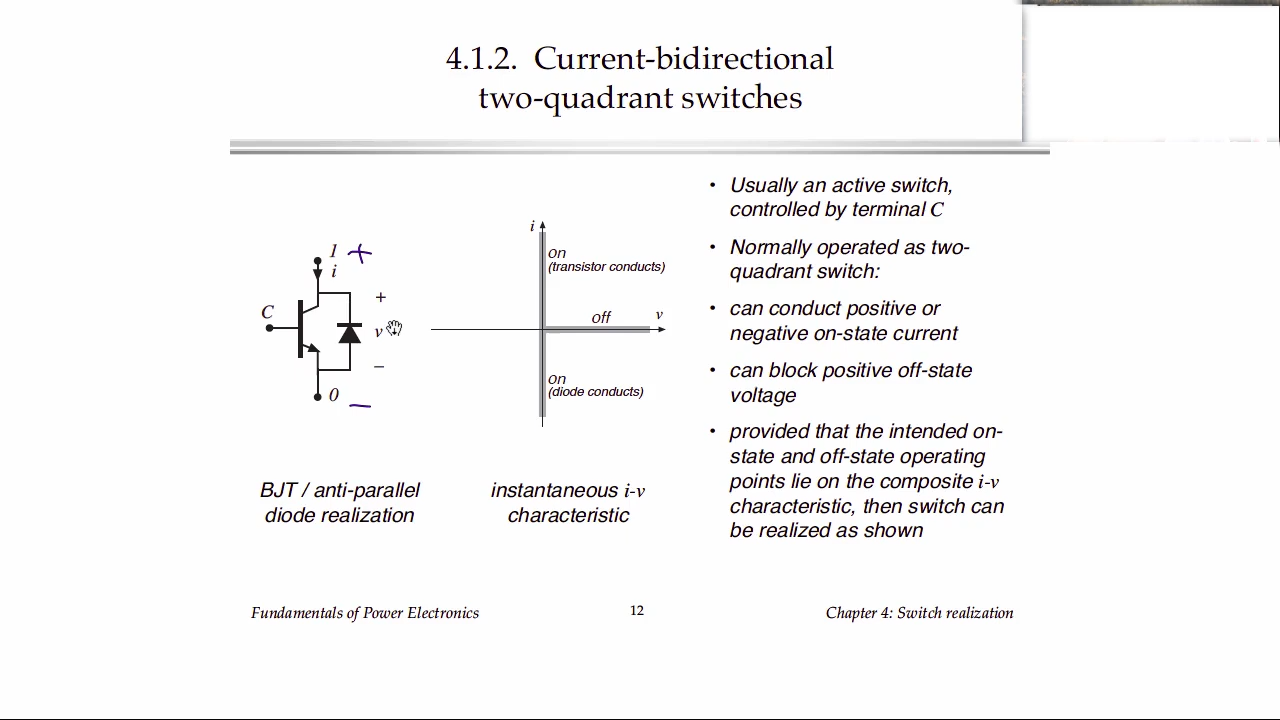 4.1.2. Current-bidirectional
two-quadrant switches
1 +
i
C
+
v
–
0 –
i
on
(transistor conducts)
off
v
on
(diode conducts)
BJT / anti-parallel
diode realization
instantaneous i-v
characteristic
• Usually an active switch,
controlled by terminal C
• Normally operated as two-
quadrant switch:
• can conduct positive or
negative on-state current
• can block positive off-state
voltage
• provided that the intended on-
state and off-state operating
points lie on the composite i-v
characteristic, then switch can
be realized as shown
Fundamentals of Power Electronics
12
Chapter 4: Switch realization